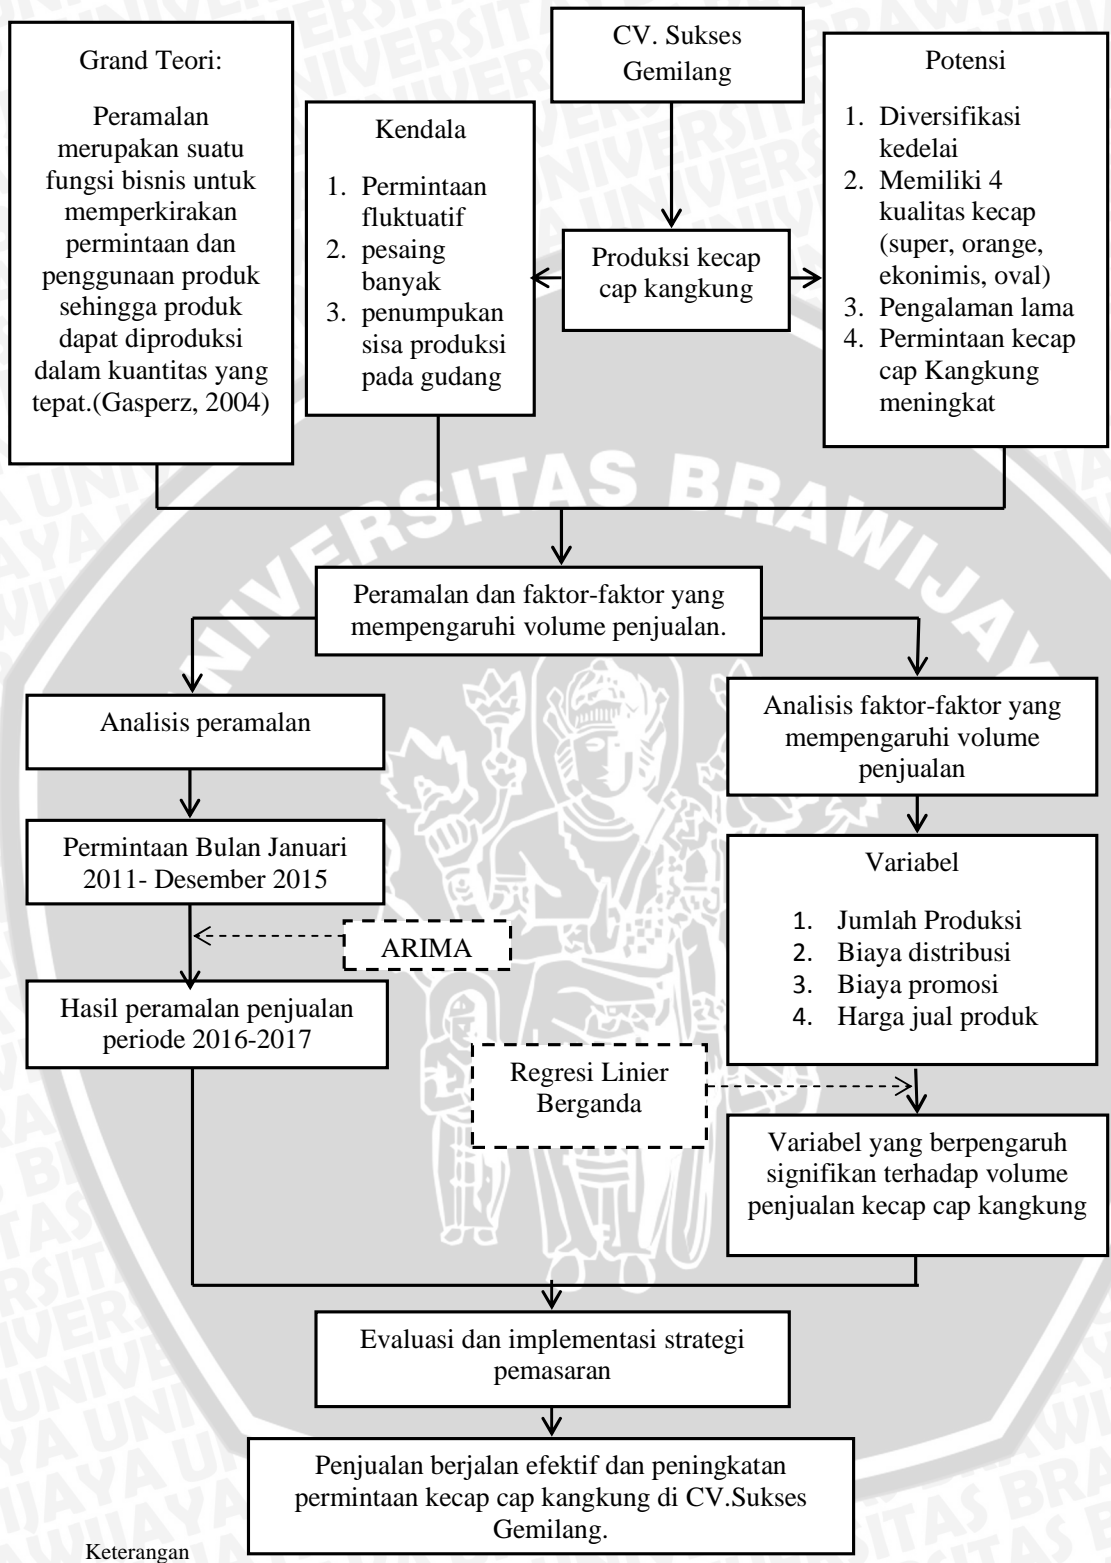 Grand Teori:
Peramalan
merupakan suatu
fungsi bisnis untuk
memperkirakan
permintaan dan
penggunaan produk
sehingga produk
dapat diproduksi
dalam kuantitas yang
tepat.(Gasperz, 2004)
Kendala
1. Permintaan
fluktuatif
2. pesaing
banyak
3. penumpukan
sisa produksi
pada gudang
CV. Sukses
Gemilang
Produksi kecap
cap kangkung
Potensi
1. Diversifikasi
kedelai
2. Memiliki 4
kualitas kecap
(super, orange,
ekonimis, oval)
3. Pengalaman lama
4. Permintaan kecap
cap Kangkung
meningkat
UNIVERSITAS BRAWIJAYA
Peramalan dan faktor-faktor yang
mempengaruhi volume penjualan.
Analisis peramalan
Permintaan Bulan Januari
2011- Desember 2015
ARIMA
Hasil peramalan penjualan
periode 2016-2017
Analisis faktor-faktor yang
mempengaruhi volume
penjualan
Variabel
1. Jumlah Produksi
2. Biaya distribusi
3. Biaya promosi
4. Harga jual produk
Regresi Linier
Berganda
Variabel yang berpengaruh
signifikan terhadap volume
penjualan kecap cap kangkung
Evaluasi dan implementasi strategi
pemasaran
Penjualan berjalan efektif dan peningkatan
permintaan kecap cap kangkung di CV.Sukses
Gemilang.
Keterangan